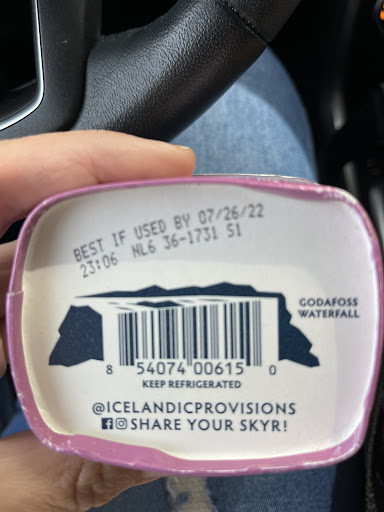 BEST IF USED BY 07/26/22
23:06 NL6 36-1731 S1
GODAFOSS
WATERFALL
8 54074 00615 0
KEEP REFRIGERATED
@ICELANDICPROVISIONS
SHARE YOUR SKYR!